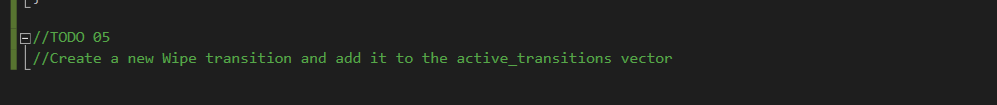 }
//TODO 05
//Create a new Wipe transition and add it to the active_transitions vector